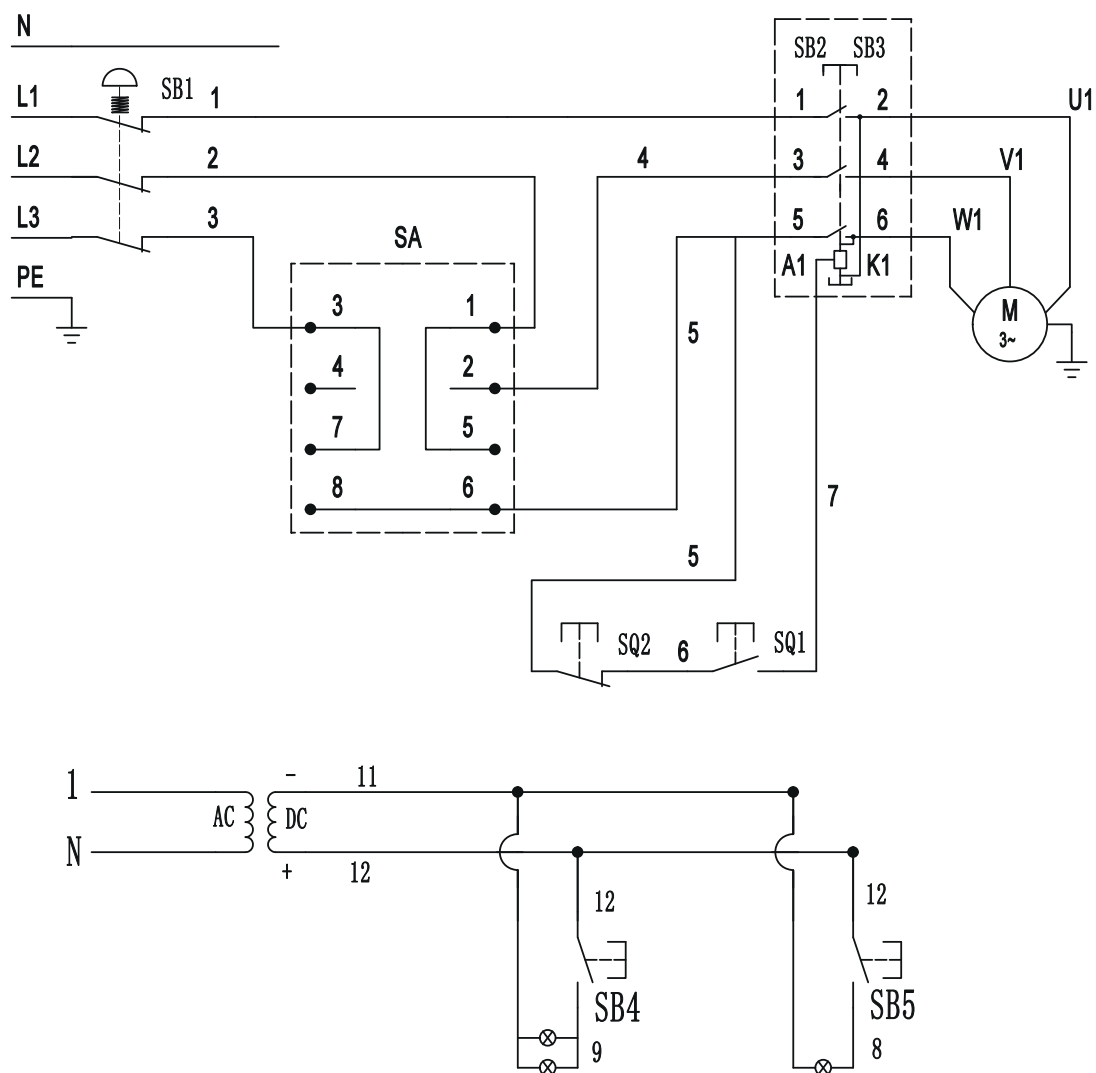 N
SB2 SB3
L1 SB1 1 1 2 U1
L2 2 4 3 4 V1
L3 3 SA 5 6 W1
PE A1 K1
3 1 M
3~
4 2 5
7 5
8 6 7
5
SQ2 6 SQ1
1 - 11
AC DC
N + 12
12 12
SB4 SB5
9 8